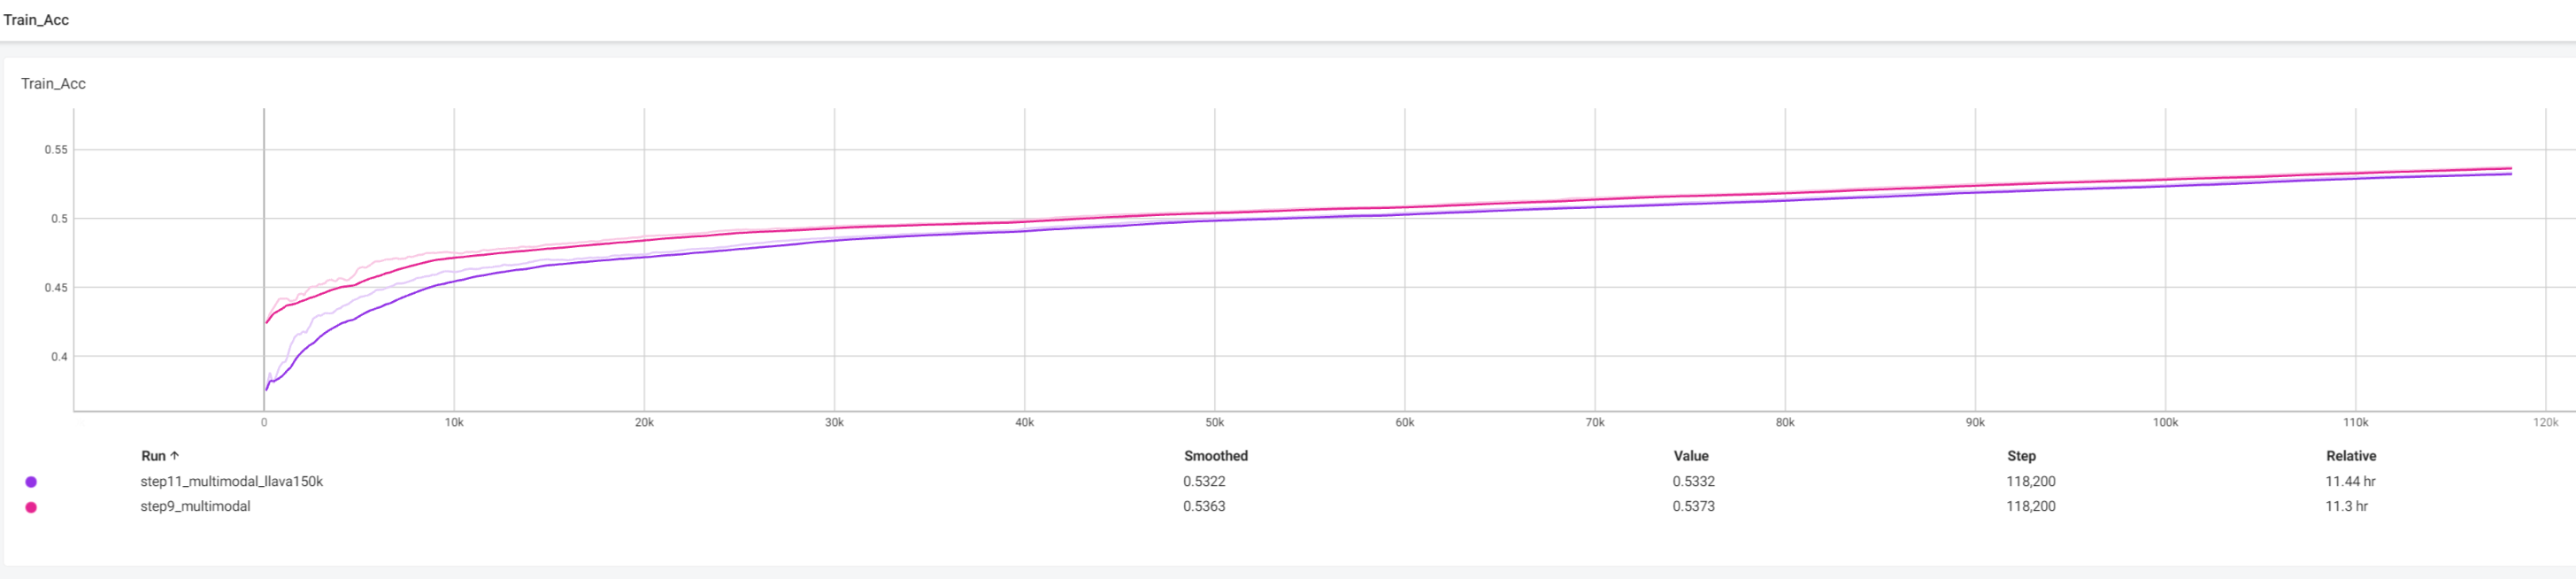 Train_Acc
Train_Acc
0.55
0.5
0.45
0.4
0 10k 20k 30k 40k 50k 60k 70k 80k 90k 100k 110k 120k
Run ↑ Smoothed Value Step Relative
step11_multimodal_llava150k 0.5322 0.5332 118,200 11.44 hr
step9_multimodal 0.5363 0.5373 118,200 11.3 hr